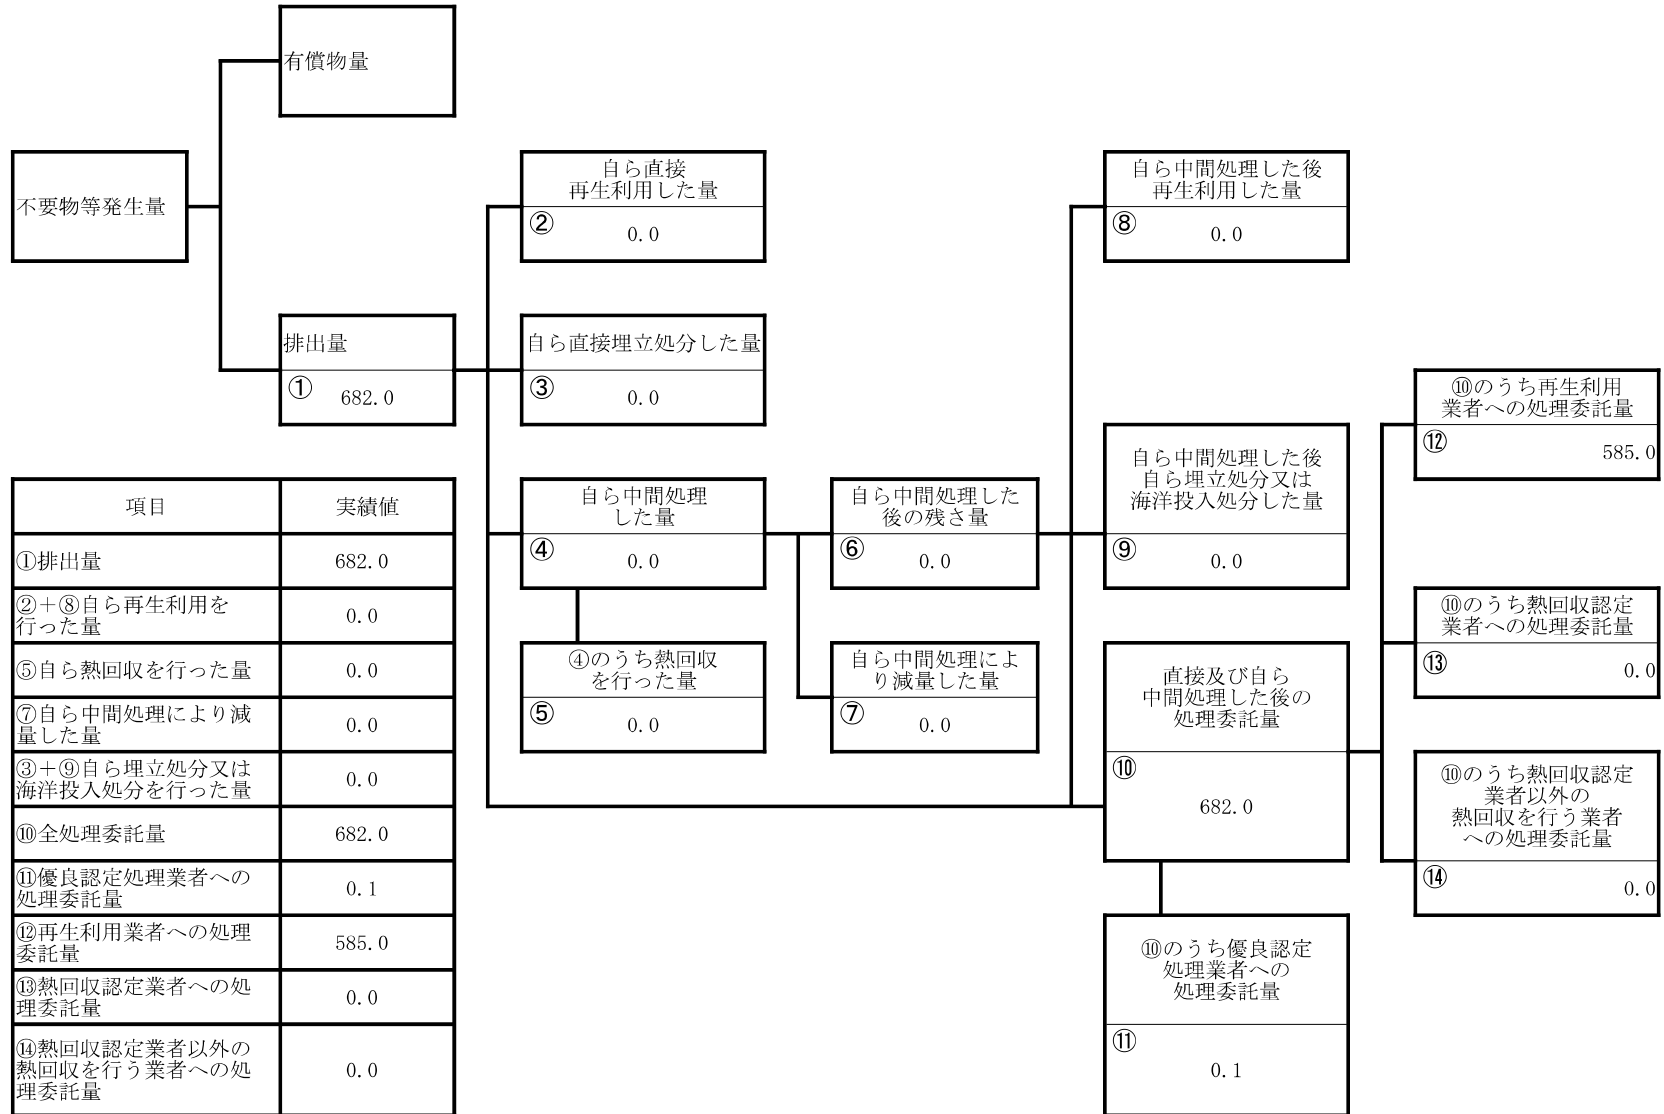 有償物量
不要物等発生量
自ら直接
再生利用した量
②
0.0
自ら中間処理した後
再生利用した量
⑧
0.0
排出量
①
682.0
自ら直接埋立処分した量
③
0.0
⑩のうち再生利用
業者への処理委託量
⑫
585.0
自ら中間処理
した量
④
0.0
自ら中間処理した
後の残さ量
⑥
0.0
自ら中間処理した後
自ら埋立処分又は
海洋投入処分した量
⑨
0.0
⑩のうち熱回収認定
業者への処理委託量
⑬
0.0
④のうち熱回収
を行った量
⑤
0.0
自ら中間処理によ
り減量した量
⑦
0.0
直接及び自ら
中間処理した後の
処理委託量
⑩
682.0
⑩のうち熱回収認定
業者以外の
熱回収を行う業者
への処理委託量
⑭
0.0
⑩のうち優良認定
処理業者への
処理委託量
⑪
0.1
項目 実績値
①排出量 682.0
②+⑧自ら再生利用を
行った量 0.0
⑤自ら熱回収を行った量 0.0
⑦自ら中間処理により減
量した量 0.0
③+⑨自ら埋立処分又は
海洋投入処分を行った量 0.0
⑩全処理委託量 682.0
⑪優良認定処理業者への
処理委託量 0.1
⑫再生利用業者への処理
委託量 585.0
⑬熱回収認定業者への処
理委託量 0.0
⑭熱回収認定業者以外の
熱回収を行う業者への処
理委託量 0.0